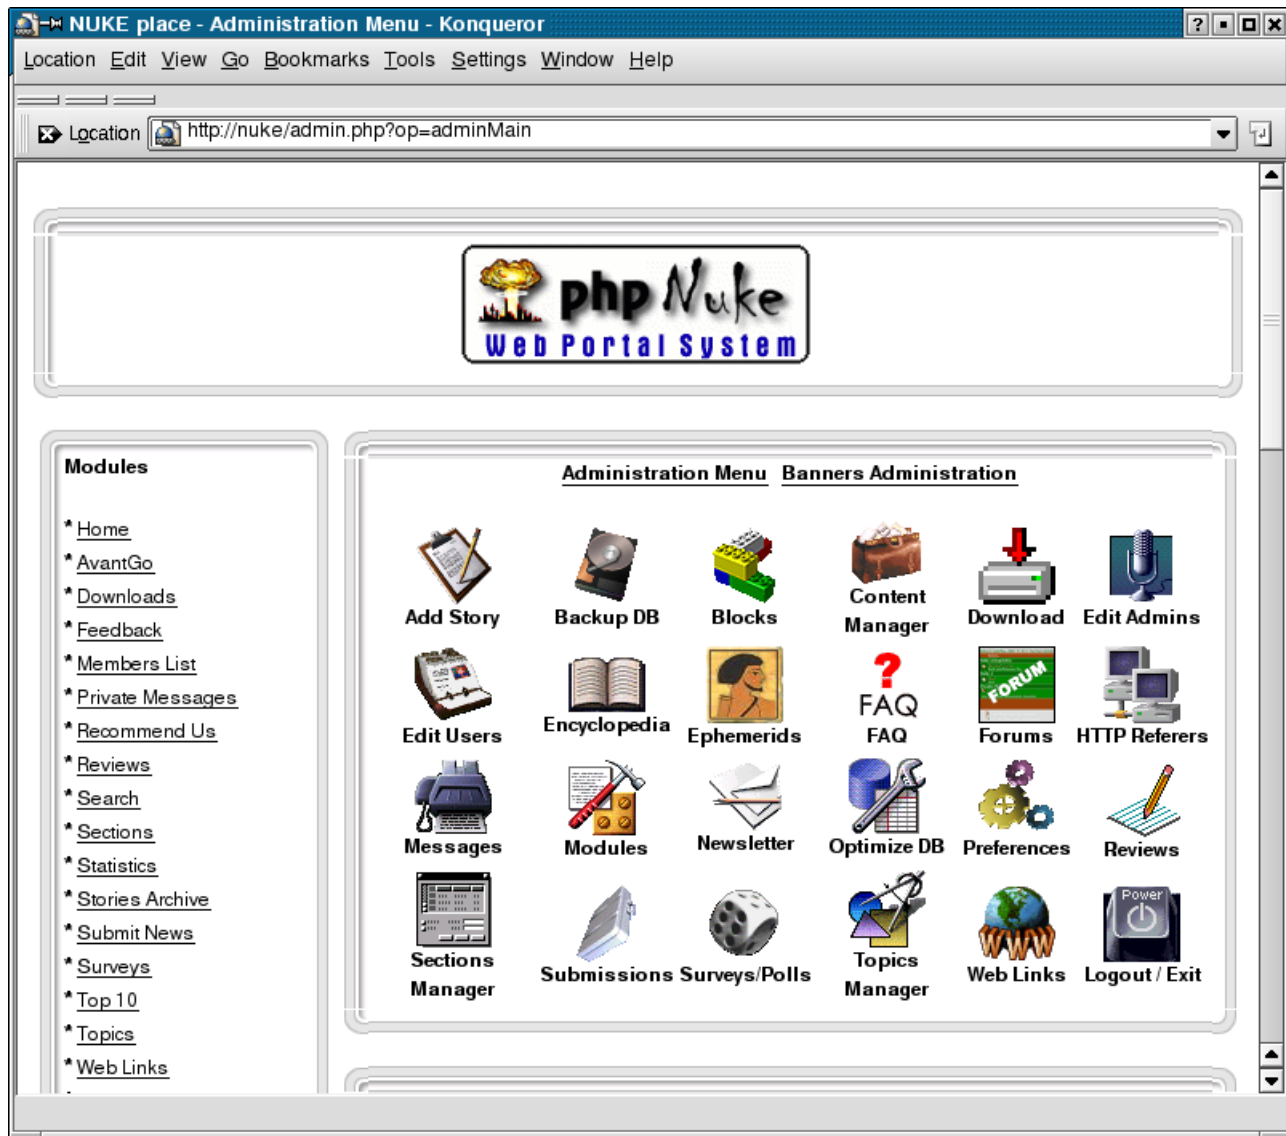 NUKE place - Administration Menu - Konqueror
Location Edit View Go Bookmarks Tools Settings Window Help
Location http://nuke/admin.php?op=adminMain
php Nuke
Web Portal System
Modules
* Home
* AvantGo
* Downloads
* Feedback
* Members List
* Private Messages
* Recommend Us
* Reviews
* Search
* Sections
* Statistics
* Stories Archive
* Submit News
* Surveys
* Top 10
* Topics
* Web Links
Administration Menu Banners Administration
Add Story
Backup DB
Blocks
Content
Manager
Download
Edit Admins
Edit Users
Encyclopedia
Ephemerids
FAQ
FAQ
FORUM
Forums
HTTP Referers
Messages
Modules
Newsletter
Optimize DB
Preferences
Reviews
Sections
Manager
Submissions
Surveys/Polls
Topics
Manager
WWW
Web Links
Power
Logout / Exit